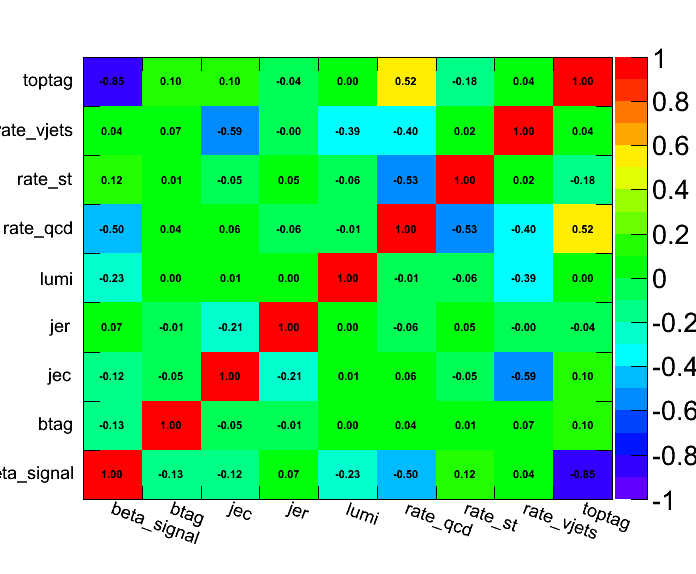 toptag -0.85 0.10 0.10 -0.04 0.00 0.52 -0.18 0.04 1.00
rate_vjets 0.04 0.07 -0.59 -0.00 -0.39 -0.40 0.02 1.00 0.04
rate_st 0.12 0.01 -0.05 0.05 -0.06 -0.53 1.00 0.02 -0.18
rate_qcd -0.50 0.04 0.06 -0.06 -0.01 1.00 -0.53 -0.40 0.52
lumi -0.23 0.00 0.01 0.00 1.00 -0.01 -0.06 -0.39 0.00
jer 0.07 -0.01 -0.21 1.00 0.00 -0.06 0.05 -0.00 -0.04
jec -0.12 -0.05 1.00 -0.21 0.01 0.06 -0.05 -0.59 0.10
btag -0.13 1.00 -0.05 -0.01 0.00 0.04 0.01 0.07 0.10
eta_signal 1.00 -0.13 -0.12 0.07 -0.23 -0.50 0.12 0.04 -0.85
beta_signal btag jec jer lumi rate_qcd rate_st rate_vjets toptag
1
0.8
0.6
0.4
0.2
0
-0.2
-0.4
-0.6
-0.8
-1